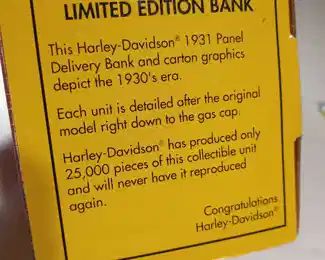 LIMITED EDITION BANK
This Harley-Davidson® 1931 Panel
Delivery Bank and carton graphics
depict the 1930's era.
Each unit is detailed after the original
model right down to the gas cap.
Harley-Davidson® has produced only
25,000 pieces of this collectible unit
and will never have it reproduced
again.
Congratulations
Harley-Davidson®